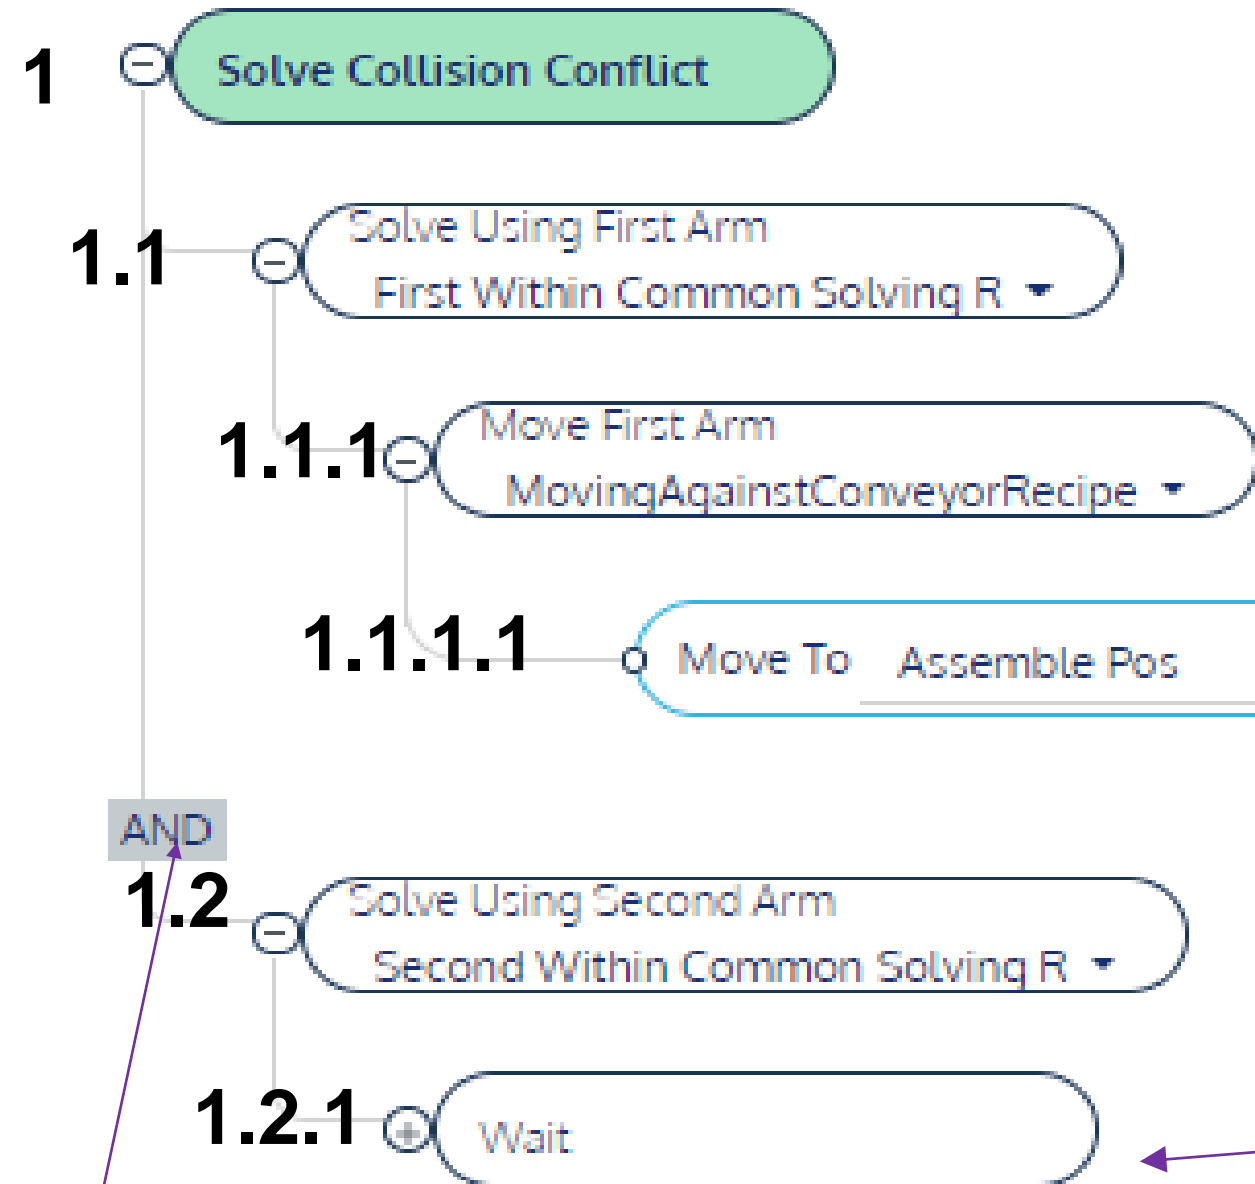 1
Solve Collision Conflict
1.1
Solve Using First Arm
First Within Common Solving R
1.1.1
Move First Arm
MovingAgainstConveyorRecipe
1.1.1.1
Move To Assemble Pos
AND
1.2
Solve Using Second Arm
Second Within Common Solving R
1.2.1
Wait